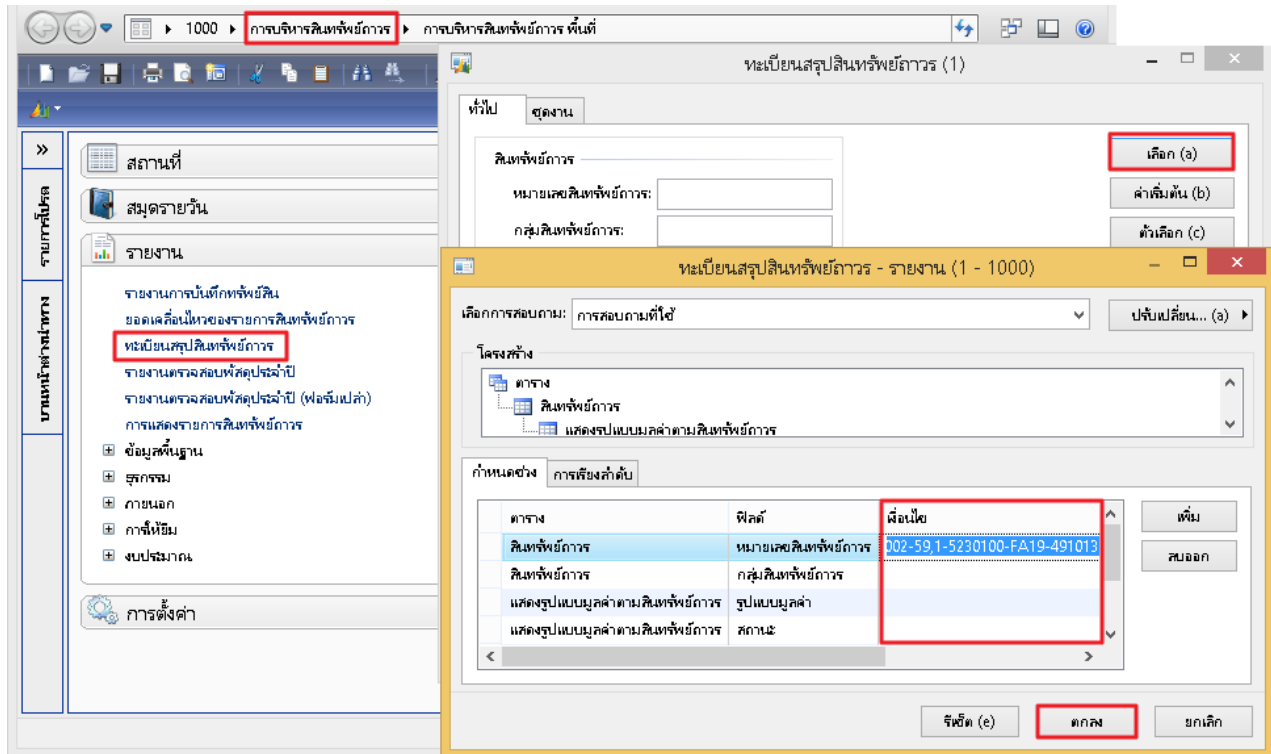 1000 ▸ การบริหารสินทรัพย์ถาวร ▸ การบริหารสินทรัพย์ถาวร พื้นที่
รายการโปรด
บานหน้าต่างนำทาง
สถานที่
สมุดรายวัน
รายงาน
รายงานการบันทึกทรัพย์สิน
ยอดเคลื่อนไหวของรายการสินทรัพย์ถาวร
ทะเบียนสรุปสินทรัพย์ถาวร
รายงานตรวจสอบพัสดุประจำปี
รายงานตรวจสอบพัสดุประจำปี (ฟอร์มเปล่า)
การแสดงรายการสินทรัพย์ถาวร
ข้อมูลพื้นฐาน
ธุรกรรม
ภายนอก
การให้ยืม
งบประมาณ
การตั้งค่า
ทะเบียนสรุปสินทรัพย์ถาวร (1)
ทั่วไป ชุดงาน
สินทรัพย์ถาวร
หมายเลขสินทรัพย์ถาวร:
กลุ่มสินทรัพย์ถาวร:
เลือก (a)
ค่าเริ่มต้น (b)
ตัวเลือก (c)
ทะเบียนสรุปสินทรัพย์ถาวร - รายงาน (1 - 1000)
เลือกการสอบถาม: การสอบถามที่ใช้ ปรับเปลี่ยน... (a)
โครงสร้าง
ตาราง
สินทรัพย์ถาวร
แสดงรูปแบบมูลค่าตามสินทรัพย์ถาวร
กำหนดช่วง การเรียงลำดับ
ตาราง ฟิลด์ เงื่อนไข
สินทรัพย์ถาวร หมายเลขสินทรัพย์ถาวร 002-59,1-5230100-FA19-491013
สินทรัพย์ถาวร กลุ่มสินทรัพย์ถาวร
แสดงรูปแบบมูลค่าตามสินทรัพย์ถาวร รูปแบบมูลค่า
แสดงรูปแบบมูลค่าตามสินทรัพย์ถาวร สถานะ
เพิ่ม
ลบออก
รีเซ็ต (e) ตกลง ยกเลิก